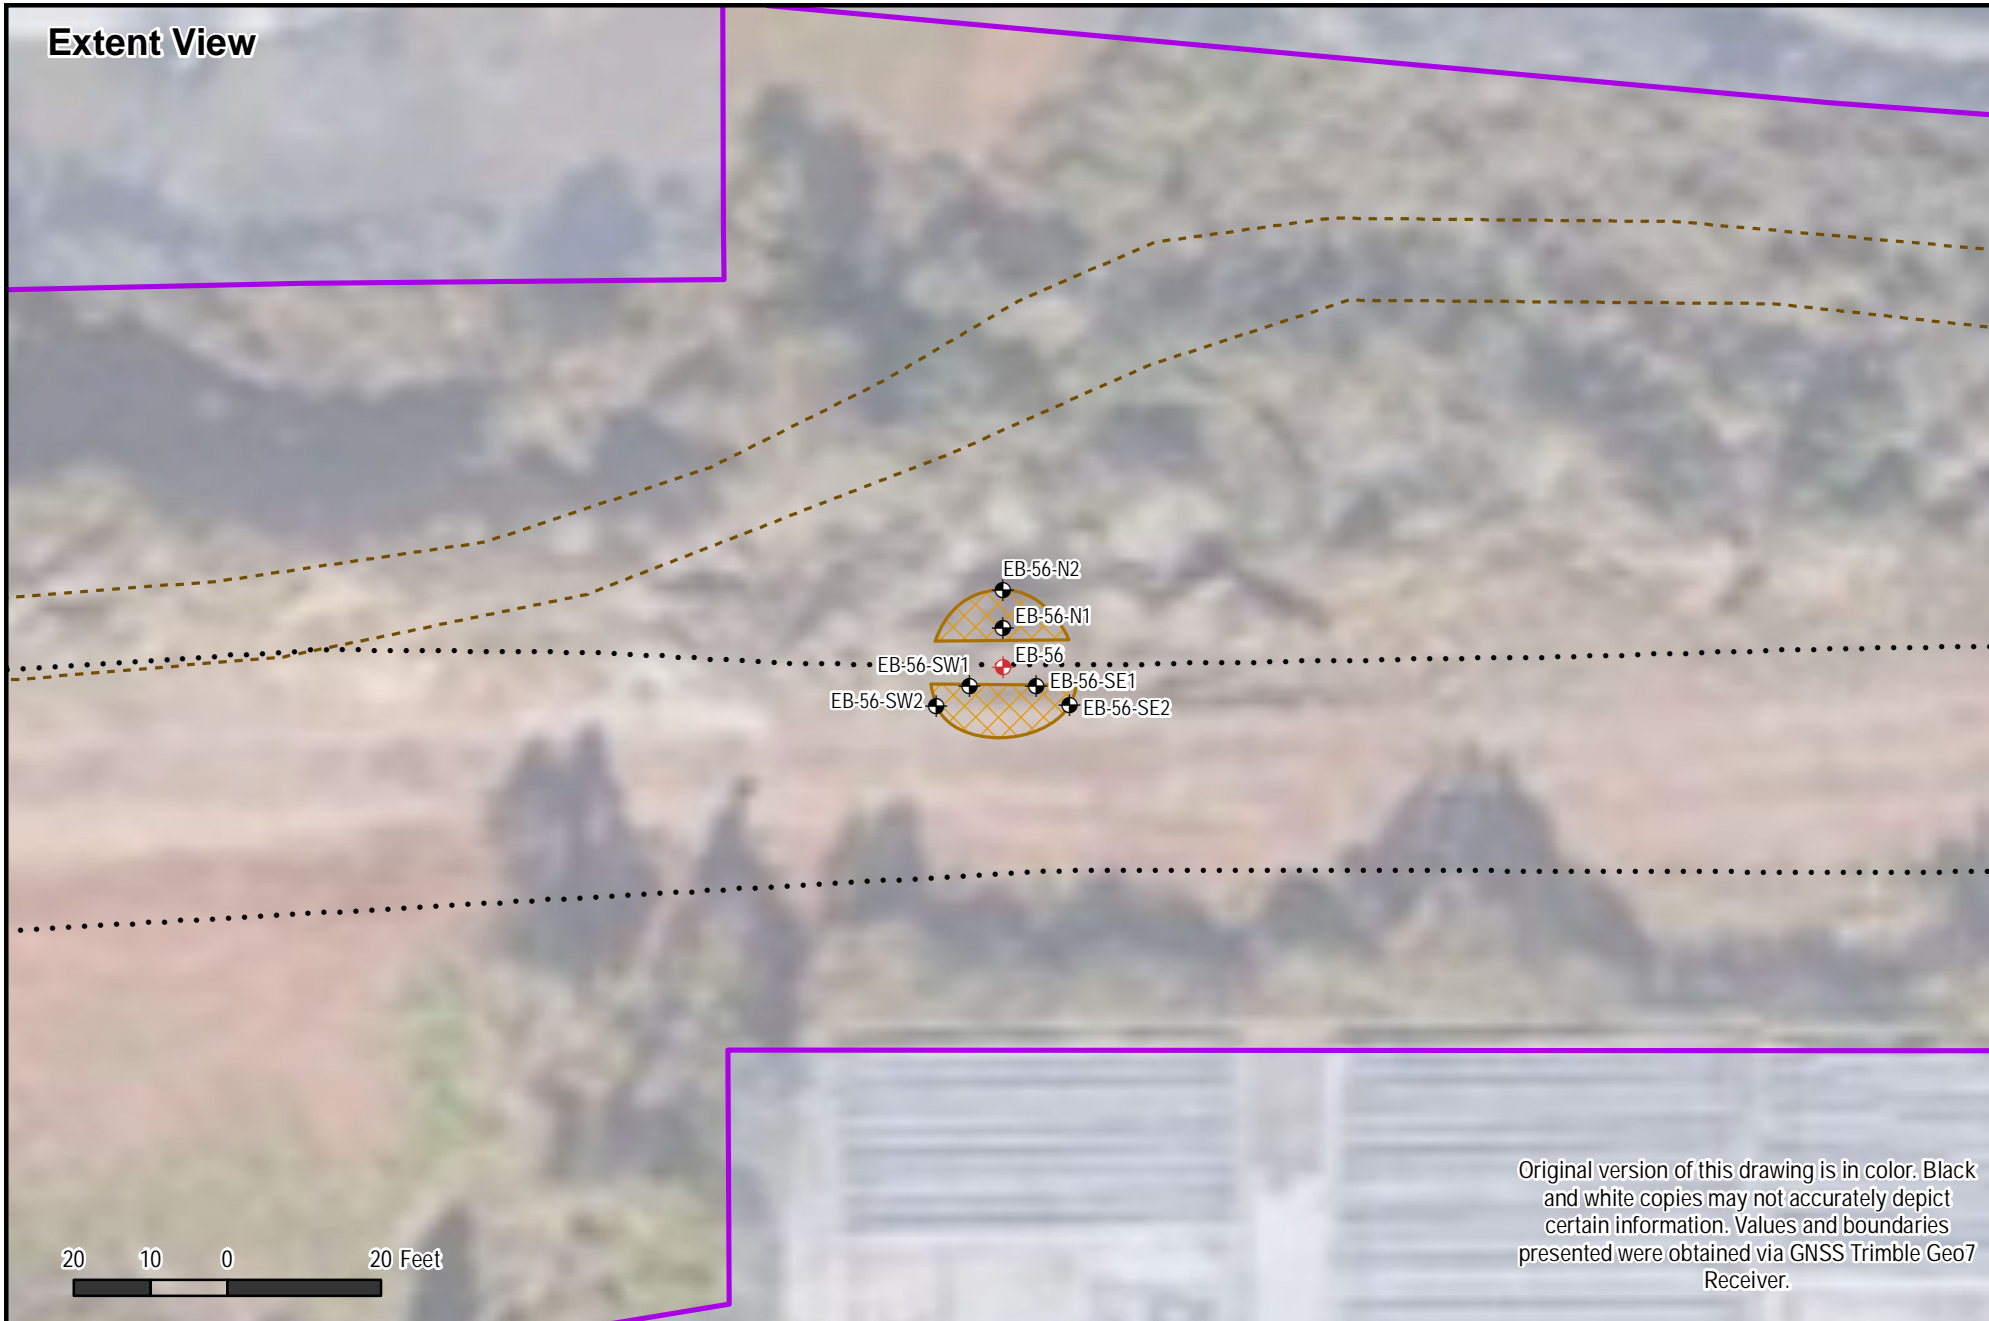 Extent View
EB-56-N2
EB-56-N1
EB-56
EB-56-SW1
EB-56-SE1
EB-56-SW2
EB-56-SE2
Original version of this drawing is in color. Black
and white copies may not accurately depict
certain information. Values and boundaries
presented were obtained via GNSS Trimble Geo7
Receiver.
20 10 0 20 Feet